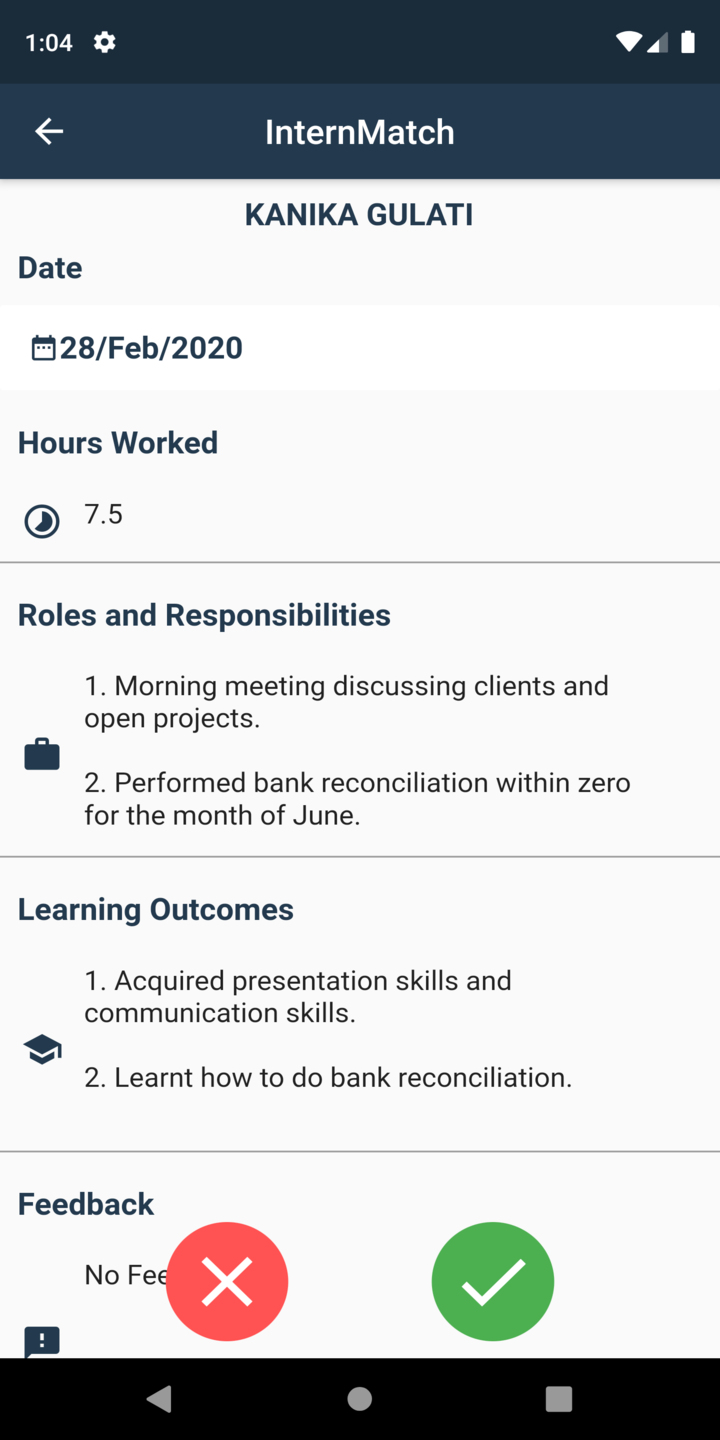 1:04
InternMatch
KANIKA GULATI
Date
28/Feb/2020
Hours Worked
7.5
Roles and Responsibilities
1. Morning meeting discussing clients and
open projects.
2. Performed bank reconciliation within zero
for the month of June.
Learning Outcomes
1. Acquired presentation skills and
communication skills.
2. Learnt how to do bank reconciliation.
Feedback
No